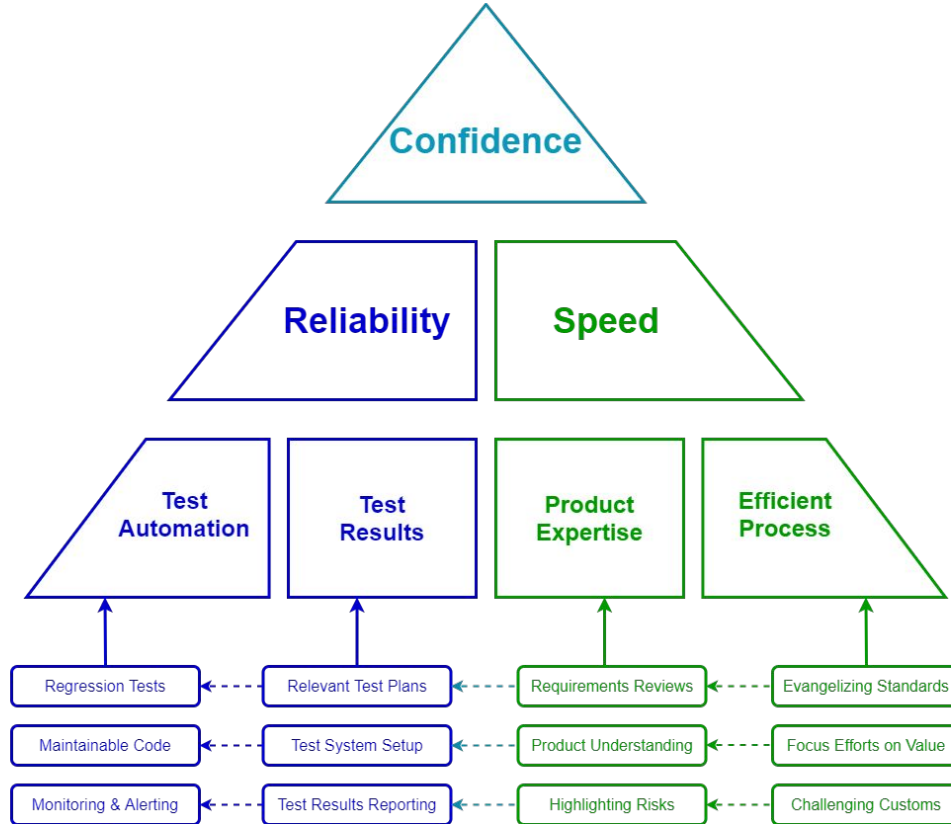 Confidence
Reliability
Speed
Test
Automation
Test
Results
Product
Expertise
Efficient
Process
Regression Tests
Relevant Test Plans
Requirements Reviews
Evangelizing Standards
Maintainable Code
Test System Setup
Product Understanding
Focus Efforts on Value
Monitoring & Alerting
Test Results Reporting
Highlighting Risks
Challenging Customs